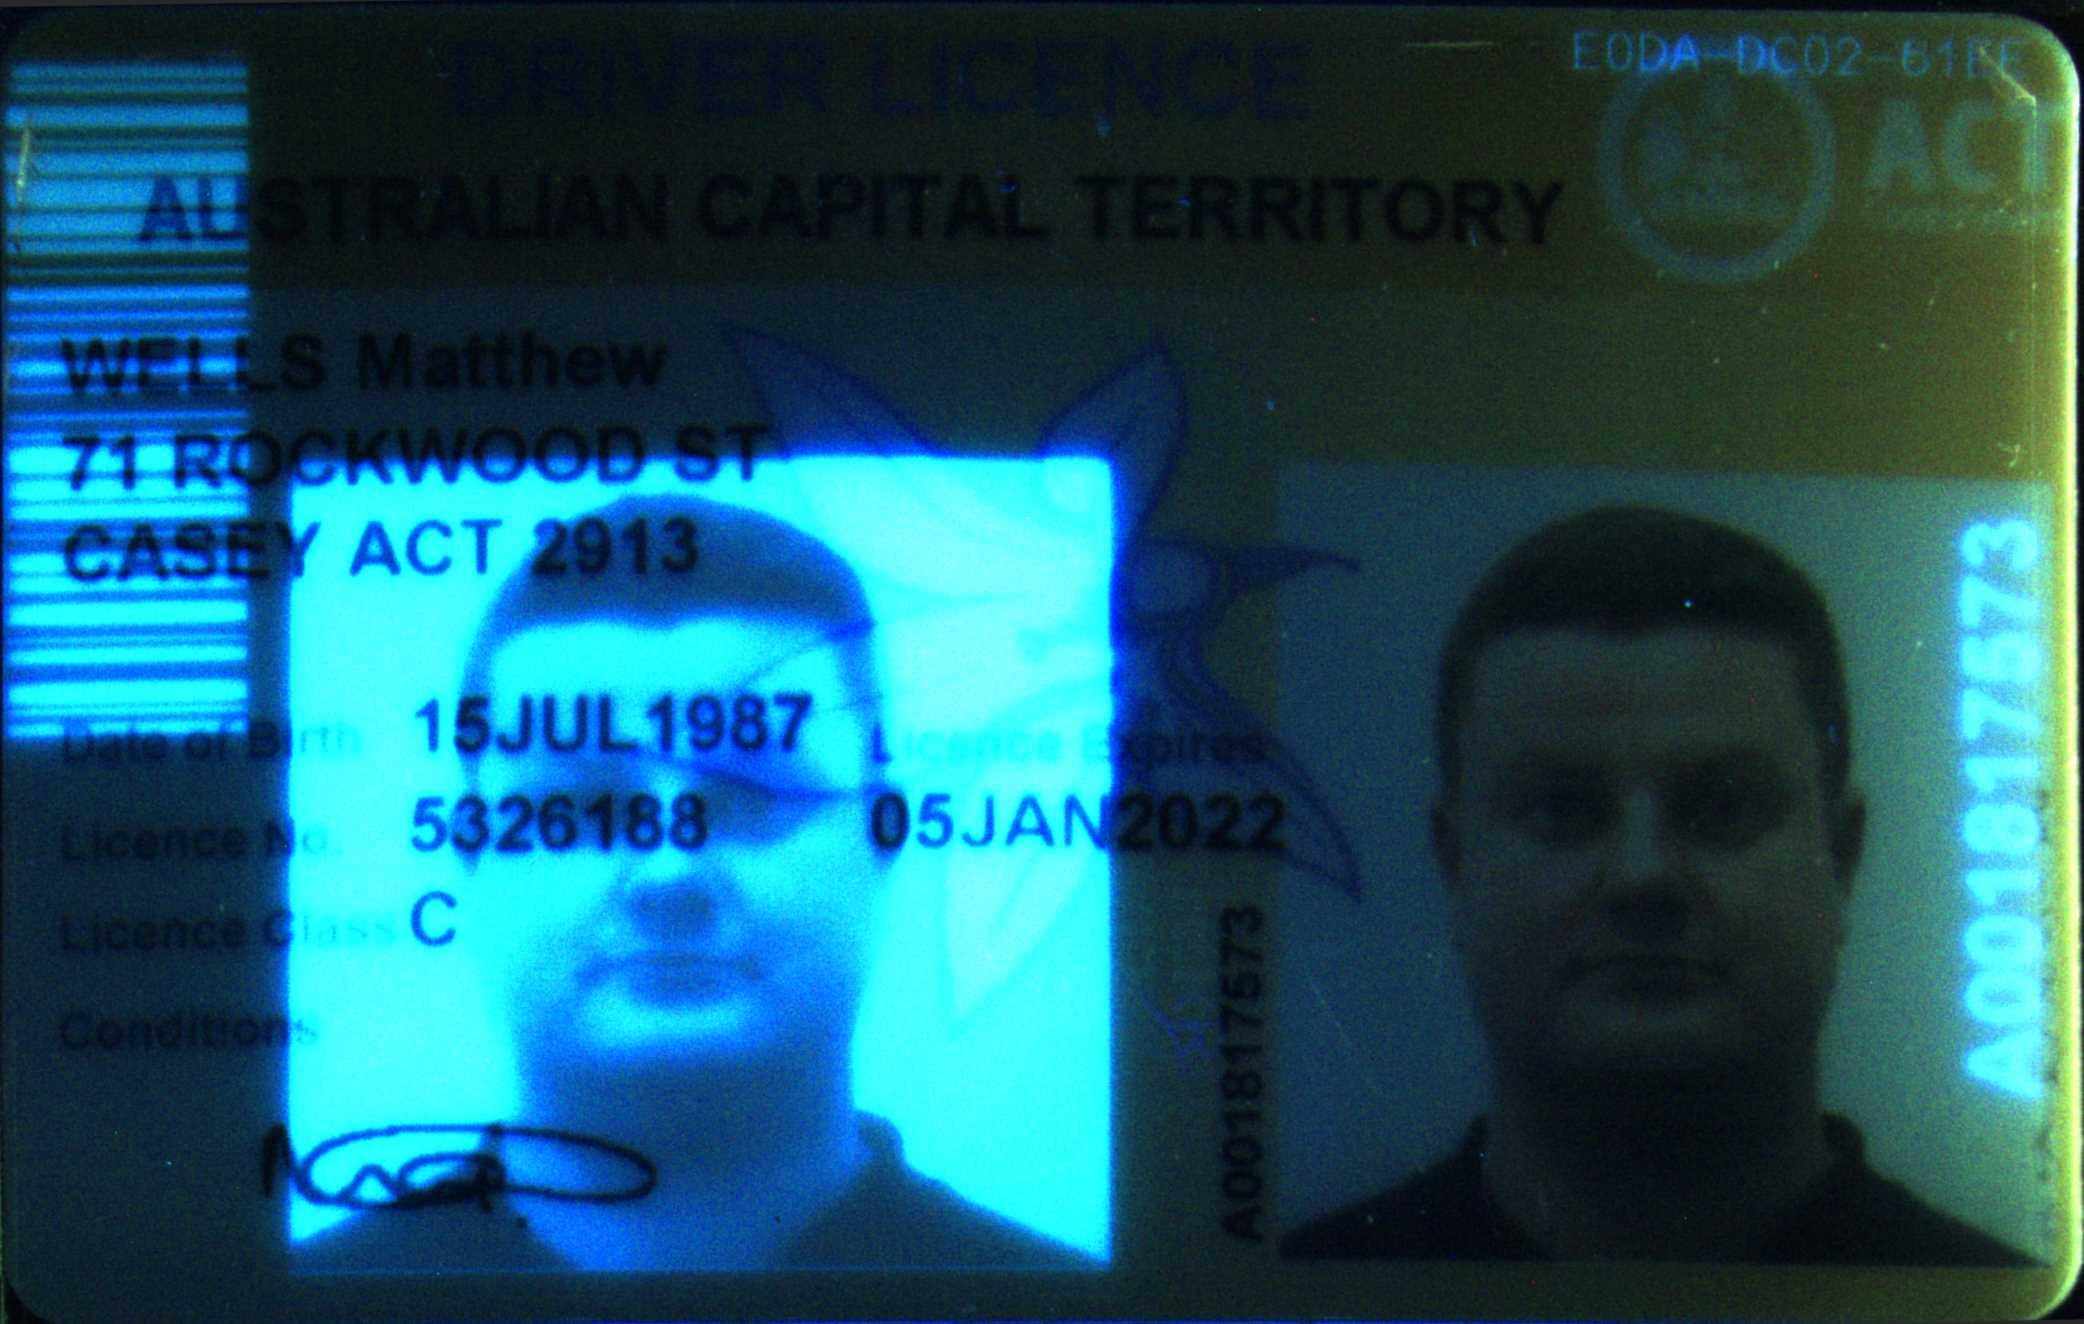 E0DA-DC02-61EE
DRIVER LICENCE
ACT
AUSTRALIAN CAPITAL TERRITORY
WELLS Matthew
71 ROCKWOOD ST
CASEY ACT 2913
Date of Birth 15JUL1987 Licence Expires
Licence No. 5326188 05JAN2022
Licence Class C
Conditions
A001817573
A001817573